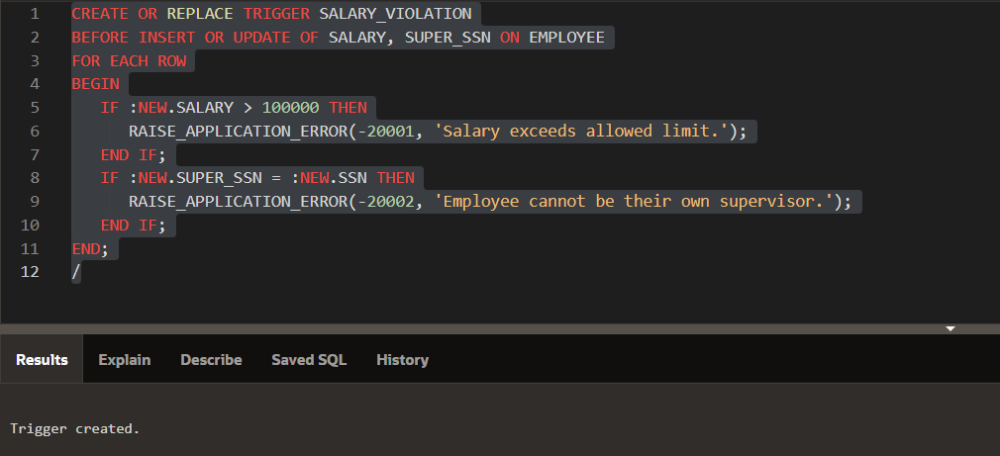 1 CREATE OR REPLACE TRIGGER SALARY_VIOLATION
2 BEFORE INSERT OR UPDATE OF SALARY, SUPER_SSN ON EMPLOYEE
3 FOR EACH ROW
4 BEGIN
5    IF :NEW.SALARY > 100000 THEN
6       RAISE_APPLICATION_ERROR(-20001, 'Salary exceeds allowed limit.');
7    END IF;
8    IF :NEW.SUPER_SSN = :NEW.SSN THEN
9       RAISE_APPLICATION_ERROR(-20002, 'Employee cannot be their own supervisor.');
10    END IF;
11 END;
12 /
Results Explain Describe Saved SQL History
Trigger created.